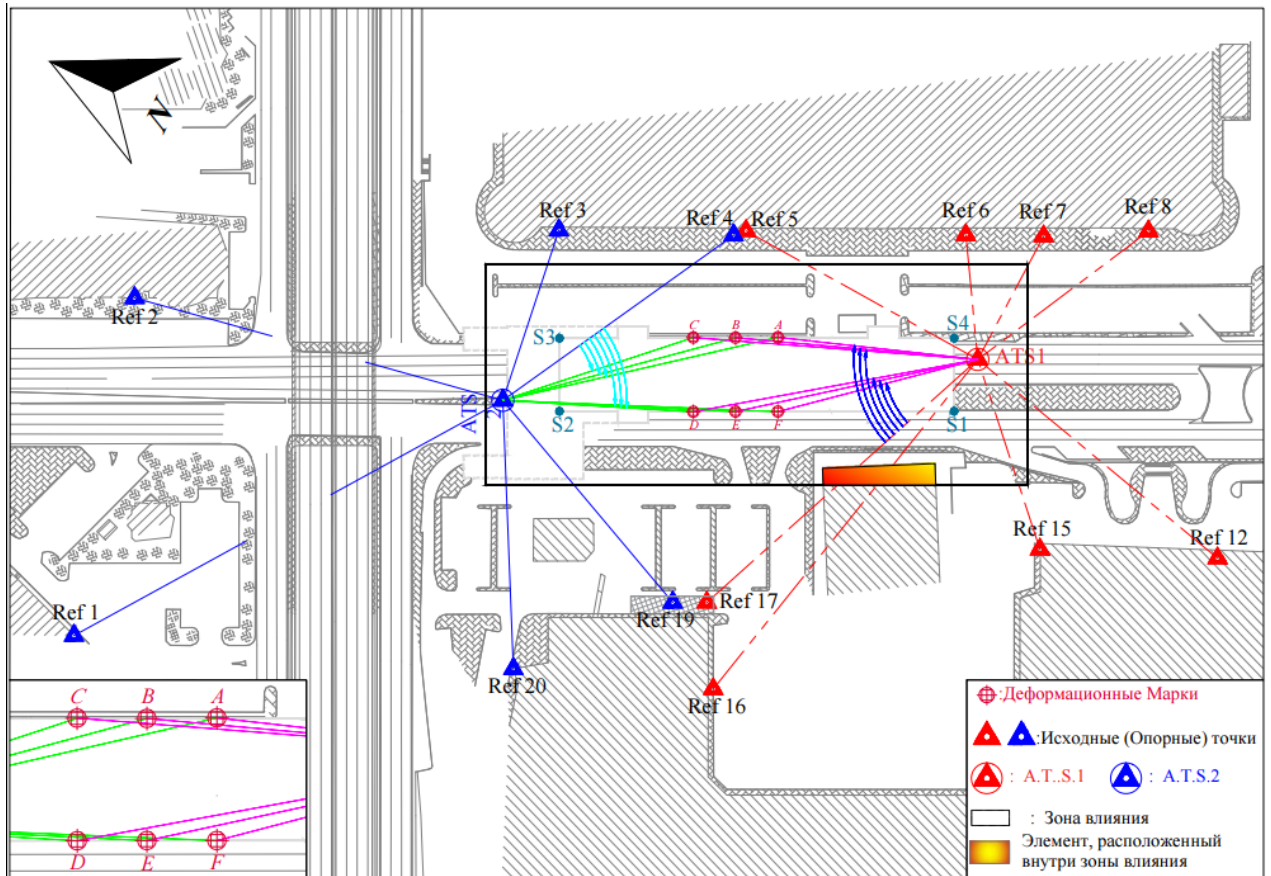 N
Ref 3
Ref 4
Ref 5
Ref 6
Ref 7
Ref 8
Ref 2
S3
C
B
A
S4
ATS1
ATS
2
S2
D
E
F
S1
Ref 15
Ref 12
Ref 1
Ref 19
Ref 17
Ref 20
Ref 16
C
B
A
D
E
F
:Деформационные Марки
:Исходные (Опорные) точки
: A.T..S.1
: A.T.S.2
: Зона влияния
Элемент, расположенный
внутри зоны влияния